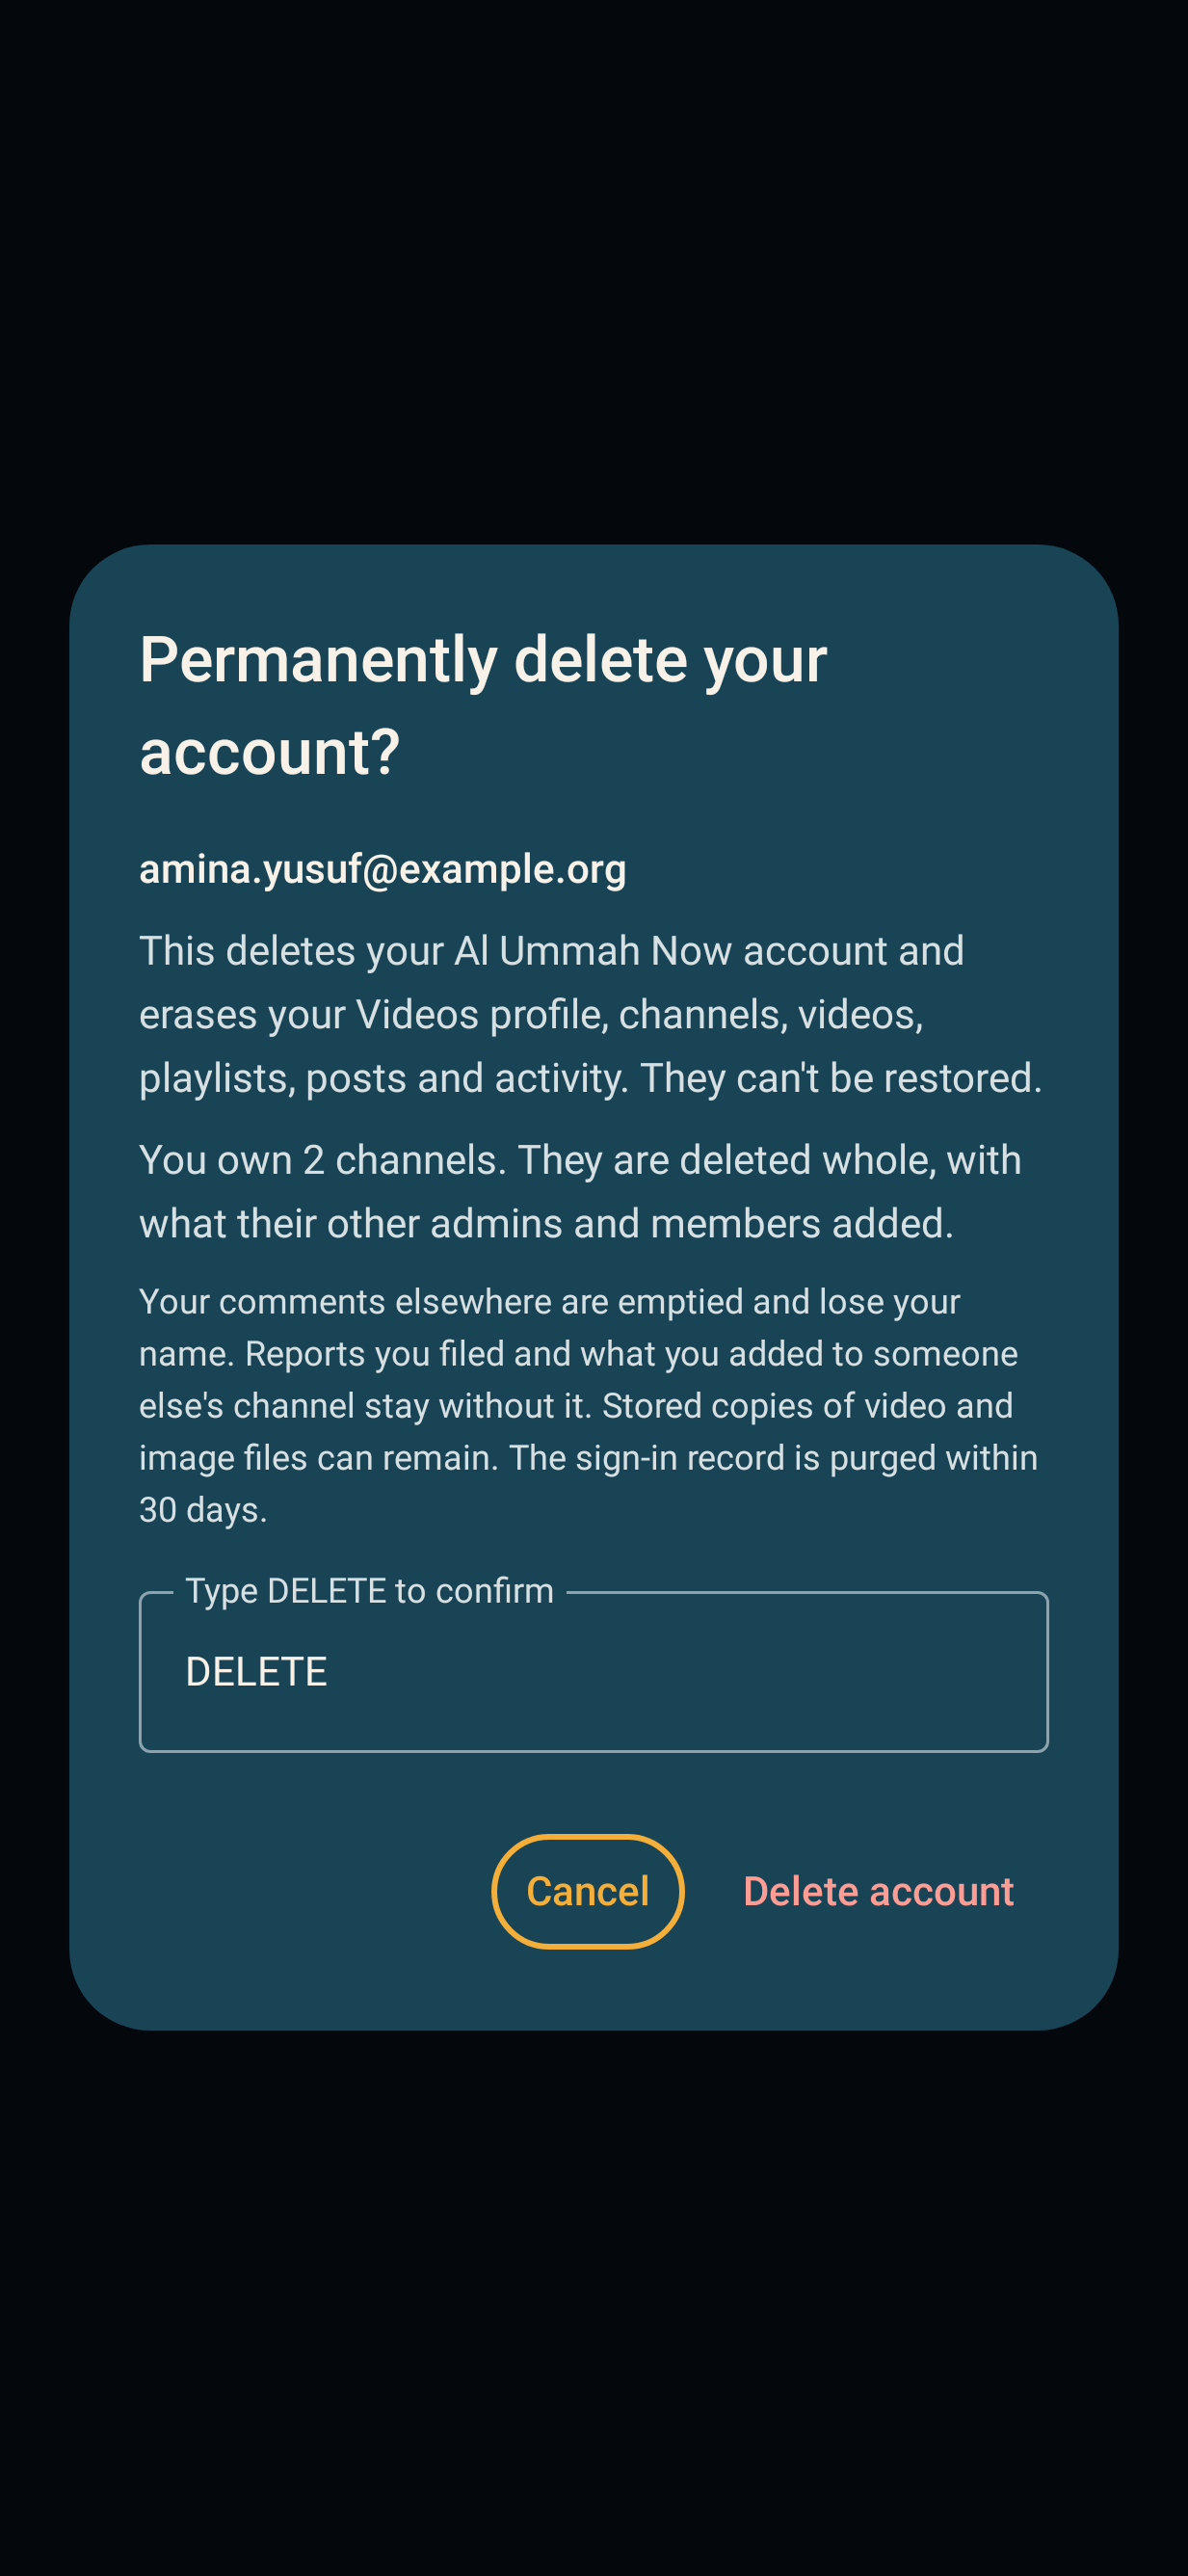 Permanently delete your
account?
amina.yusuf@example.org
This deletes your Al Ummah Now account and
erases your Videos profile, channels, videos,
playlists, posts and activity. They can't be restored.
You own 2 channels. They are deleted whole, with
what their other admins and members added.
Your comments elsewhere are emptied and lose your
name. Reports you filed and what you added to someone
else's channel stay without it. Stored copies of video and
image files can remain. The sign-in record is purged within
30 days.
Type DELETE to confirm
DELETE
Cancel Delete account